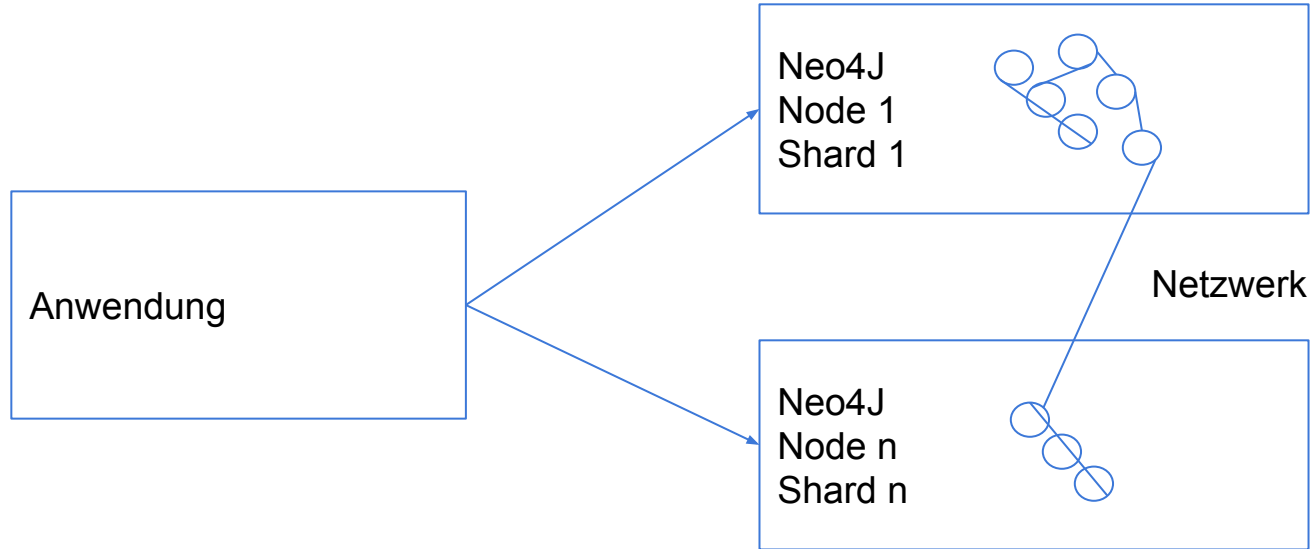 Neo4J
Node 1
Shard 1
Anwendung
Netzwerk
Neo4J
Node n
Shard n